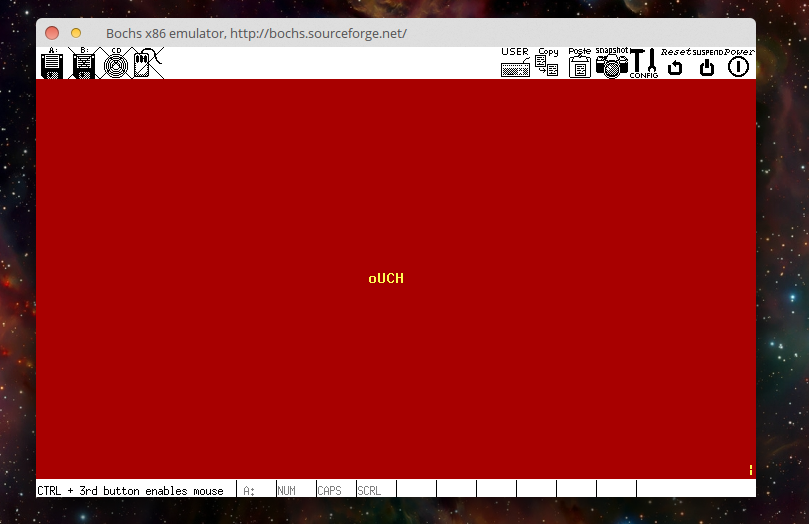 Bochs x86 emulator, http://bochs.sourceforge.net/
A: B: CD USER Copy Paste snapshot CONFIG Reset SUSPEND Power
oUCH
CTRL + 3rd button enables mouse A: NUM CAPS SCRL